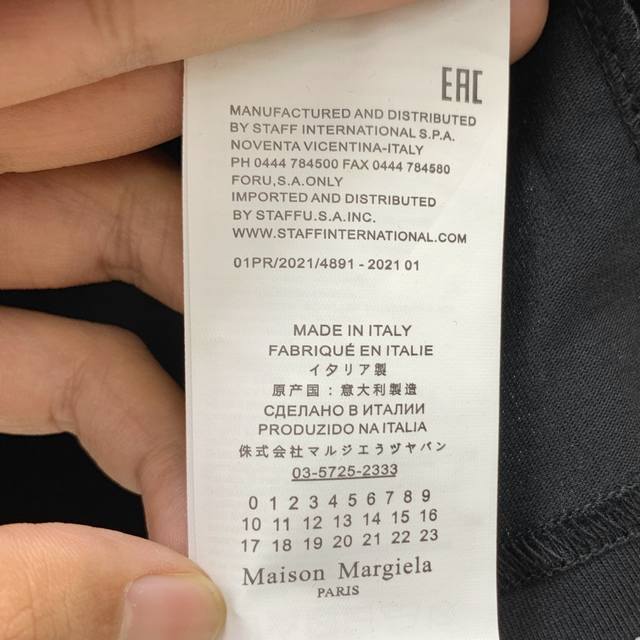 EAC
MANUFACTURED AND DISTRIBUTED
BY STAFF INTERNATIONAL S.P.A.
NOVENTA VICENTINA-ITALY
PH 0444 784500 FAX 0444 784580
FORU,S.A.ONLY
IMPORTED AND DISTRIBUTED
BY STAFFU.S.A.INC.
WWW.STAFFINTERNATIONAL.COM
01PR/2021/4891 - 2021 01
MADE IN ITALY
FABRIQUÉ EN ITALIE
イタリア製
原产国：意大利製造
СДЕЛАНО В ИТАЛИИ
PRODUZIDO NA ITALIA
侏式會社マルジエうヅヤバン
03-5725-2333
0 1 2 3 4 5 6 7 8 9
10 11 12 13 14 15 16
17 18 19 20 21 22 23
Maison Margiela
PARIS